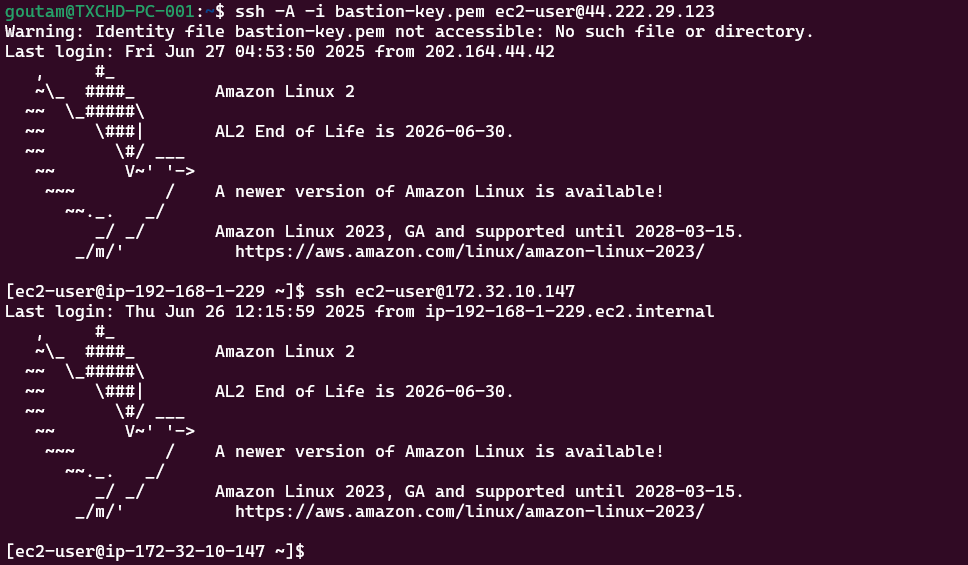 goutam@TXCHD-PC-001:~$ ssh -A -i bastion-key.pem ec2-user@44.222.29.123
Warning: Identity file bastion-key.pem not accessible: No such file or directory.
Last login: Fri Jun 27 04:53:50 2025 from 202.164.44.42
   ,     #_
   ~\_  ####_        Amazon Linux 2
  ~~  \_#####\
  ~~     \###|       AL2 End of Life is 2026-06-30.
  ~~       \#/ ___
   ~~       V~' '->
    ~~~         /    A newer version of Amazon Linux is available!
      ~~._.   _/
         _/ _/       Amazon Linux 2023, GA and supported until 2028-03-15.
       _/m/'           https://aws.amazon.com/linux/amazon-linux-2023/

[ec2-user@ip-192-168-1-229 ~]$ ssh ec2-user@172.32.10.147
Last login: Thu Jun 26 12:15:59 2025 from ip-192-168-1-229.ec2.internal
   ,     #_
   ~\_  ####_        Amazon Linux 2
  ~~  \_#####\
  ~~     \###|       AL2 End of Life is 2026-06-30.
  ~~       \#/ ___
   ~~       V~' '->
    ~~~         /    A newer version of Amazon Linux is available!
      ~~._.   _/
         _/ _/       Amazon Linux 2023, GA and supported until 2028-03-15.
       _/m/'           https://aws.amazon.com/linux/amazon-linux-2023/

[ec2-user@ip-172-32-10-147 ~]$